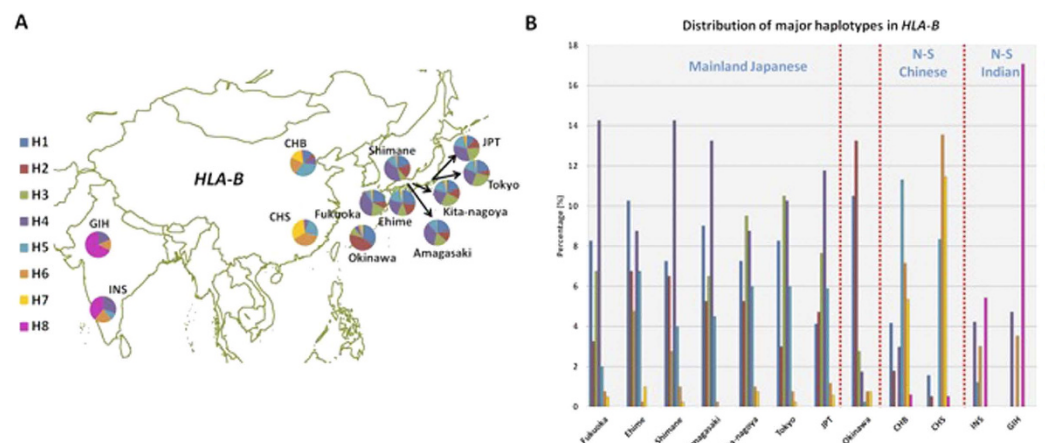 A
H1
H2
H3
H4
H5
H6
H7
H8
HLA-B
CHB
CHS
GIH
INS
Shimane
JPT
Tokyo
Kita-nagoya
Fukuoka
Ehime
Okinawa
Amagasaki
B
Distribution of major haplotypes in HLA-B
Mainland Japanese
N-S
Chinese
N-S
Indian
Percentage [%]
18
16
14
12
10
8
6
4
2
0
Fukuoka
Ehime
Shimane
magasaki
a-nagoya
Tokyo
JPT
Okinawa
CHB
CHS
INS
GIH